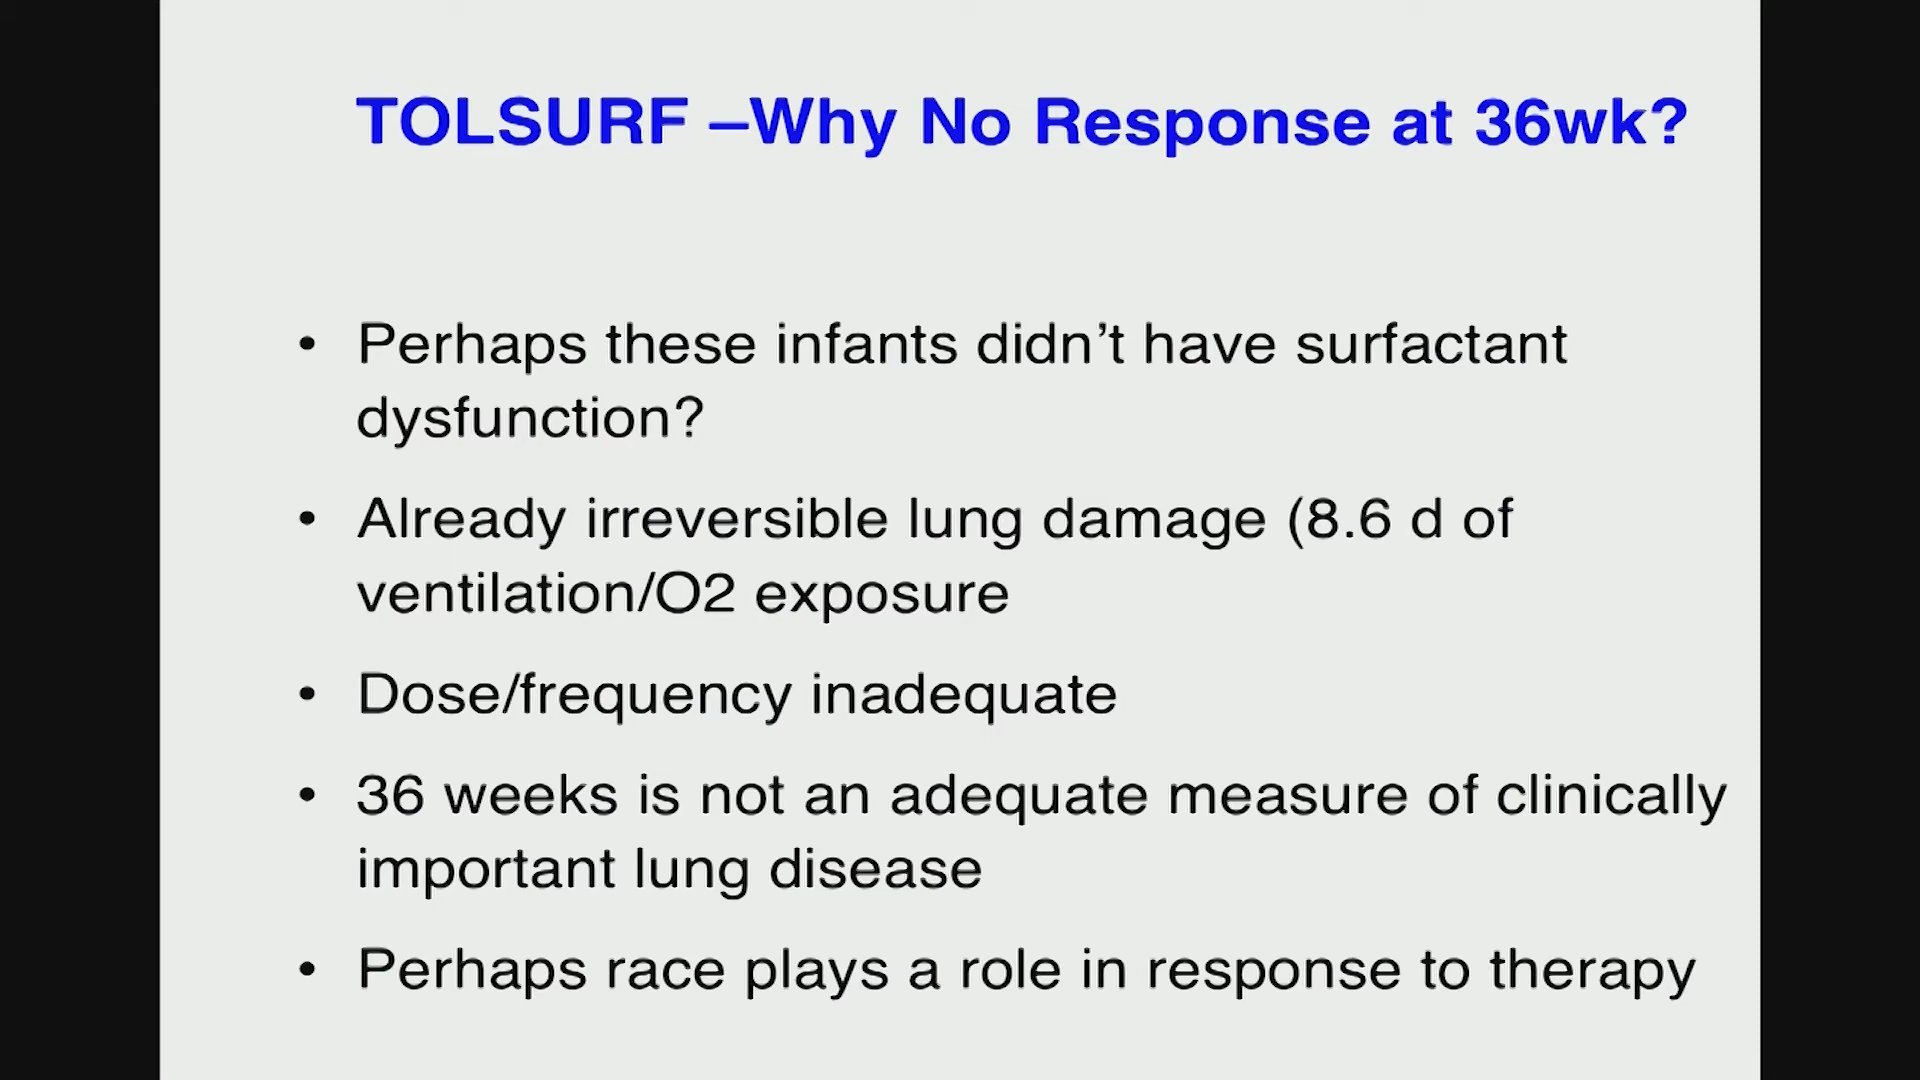 TOLSURF –Why No Response at 36wk?
• Perhaps these infants didn’t have surfactant
dysfunction?
• Already irreversible lung damage (8.6 d of
ventilation/O2 exposure
• Dose/frequency inadequate
• 36 weeks is not an adequate measure of clinically
important lung disease
• Perhaps race plays a role in response to therapy